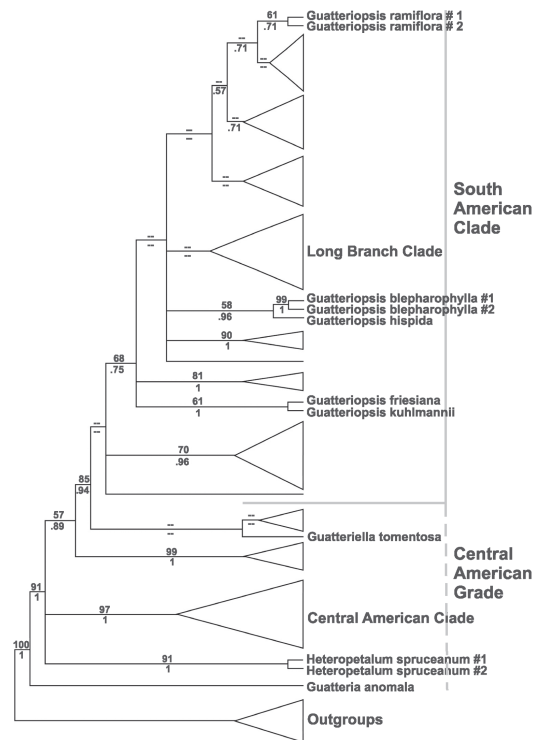 61
Guatteriopsis ramiflora # 1
.71
Guatteriopsis ramiflora # 2
--
.71
--
--
--
.57
--
.71
--
--
--
--
South
American
Clade
--
--
Long Branch Clade
--
--
99
Guatteriopsis blepharophylla #1
58
1
Guatteriopsis blepharophylla #2
.96
Guatteriopsis hispida
90
1
68
.75
81
1
61
Guatteriopsis friesiana
1
Guatteriopsis kuhlmannii
--
--
70
.96
85
.94
57
.89
--
--
--
--
Guatteriella tomentosa
99
1
Central
American
Grade
91
1
97
1
Central American Clade
100
1
91
Heteropetalum spruceanum #1
1
Heteropetalum spruceanum #2
Guatteria anomala
Outgroups